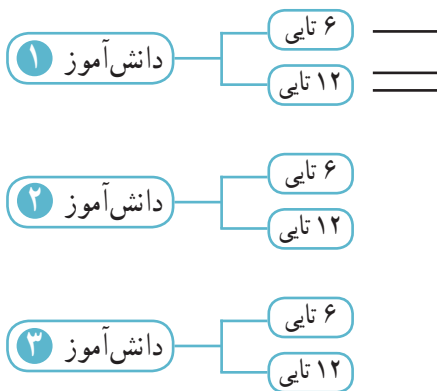 ۶ تایی
دانش‌آموز ۱
۱۲ تایی
۶ تایی
دانش‌آموز ۲
۱۲ تایی
۶ تایی
دانش‌آموز ۳
۱۲ تایی